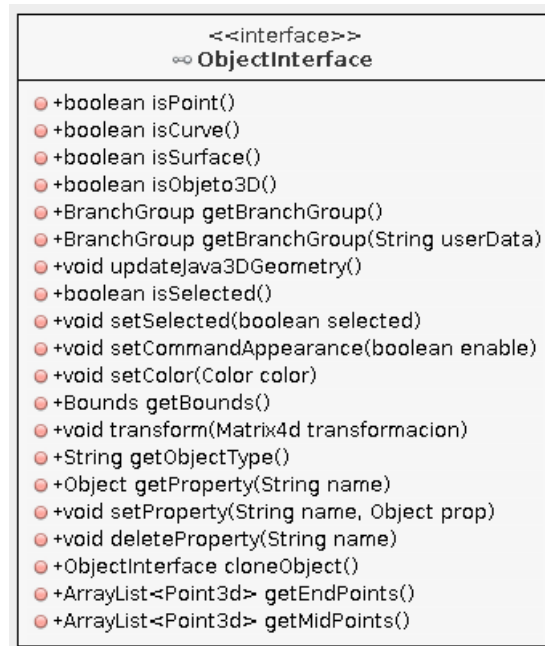 <<interface>>
ObjectInterface
+boolean isPoint()
+boolean isCurve()
+boolean isSurface()
+boolean isObjeto3D()
+BranchGroup getBranchGroup()
+BranchGroup getBranchGroup(String userData)
+void updateJava3DGeometry()
+boolean isSelected()
+void setSelected(boolean selected)
+void setCommandAppearance(boolean enable)
+void setColor(Color color)
+Bounds getBounds()
+void transform(Matrix4d transformacion)
+String getObjectType()
+Object getProperty(String name)
+void setProperty(String name, Object prop)
+void deleteProperty(String name)
+ObjectInterface cloneObject()
+ArrayList<Point3d> getEndPoints()
+ArrayList<Point3d> getMidPoints()